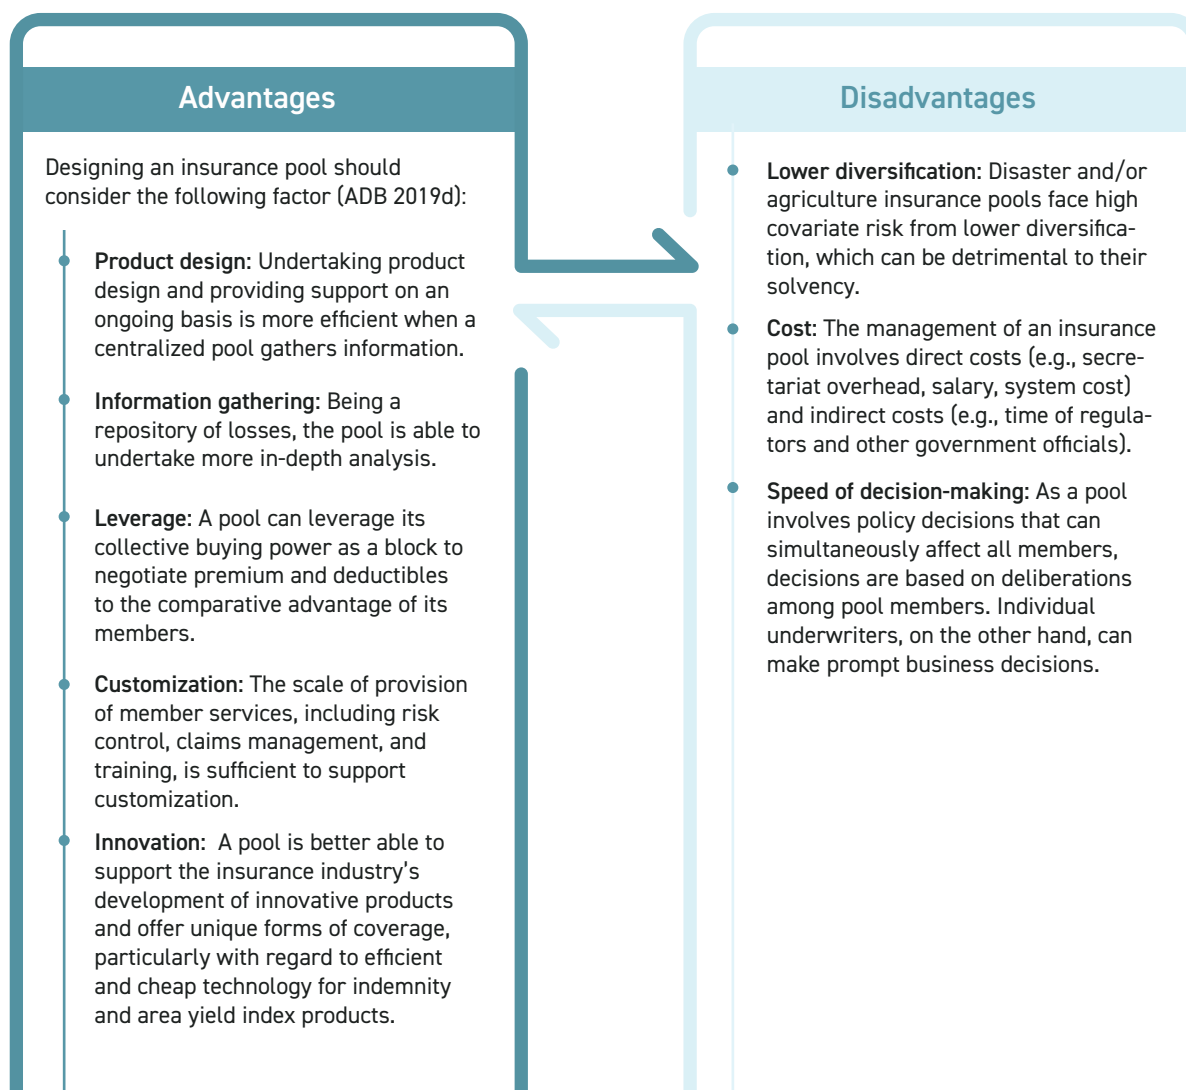 Advantages
Designing an insurance pool should
consider the following factor (ADB 2019d):
Product design: Undertaking product
design and providing support on an
ongoing basis is more efficient when a
centralized pool gathers information.
Information gathering: Being a
repository of losses, the pool is able to
undertake more in-depth analysis.
Leverage: A pool can leverage its
collective buying power as a block to
negotiate premium and deductibles
to the comparative advantage of its
members.
Customization: The scale of provision
of member services, including risk
control, claims management, and
training, is sufficient to support
customization.
Innovation: A pool is better able to
support the insurance industry's
development of innovative products
and offer unique forms of coverage,
particularly with regard to efficient
and cheap technology for indemnity
and area yield index products.
Disadvantages
Lower diversification: Disaster and/or
agriculture insurance pools face high
covariate risk from lower diversifica-
tion, which can be detrimental to their
solvency.
Cost: The management of an insurance
pool involves direct costs (e.g., secre-
tariat overhead, salary, system cost)
and indirect costs (e.g., time of regula-
tors and other government officials).
Speed of decision-making: As a pool
involves policy decisions that can
simultaneously affect all members,
decisions are based on deliberations
among pool members. Individual
underwriters, on the other hand, can
make prompt business decisions.